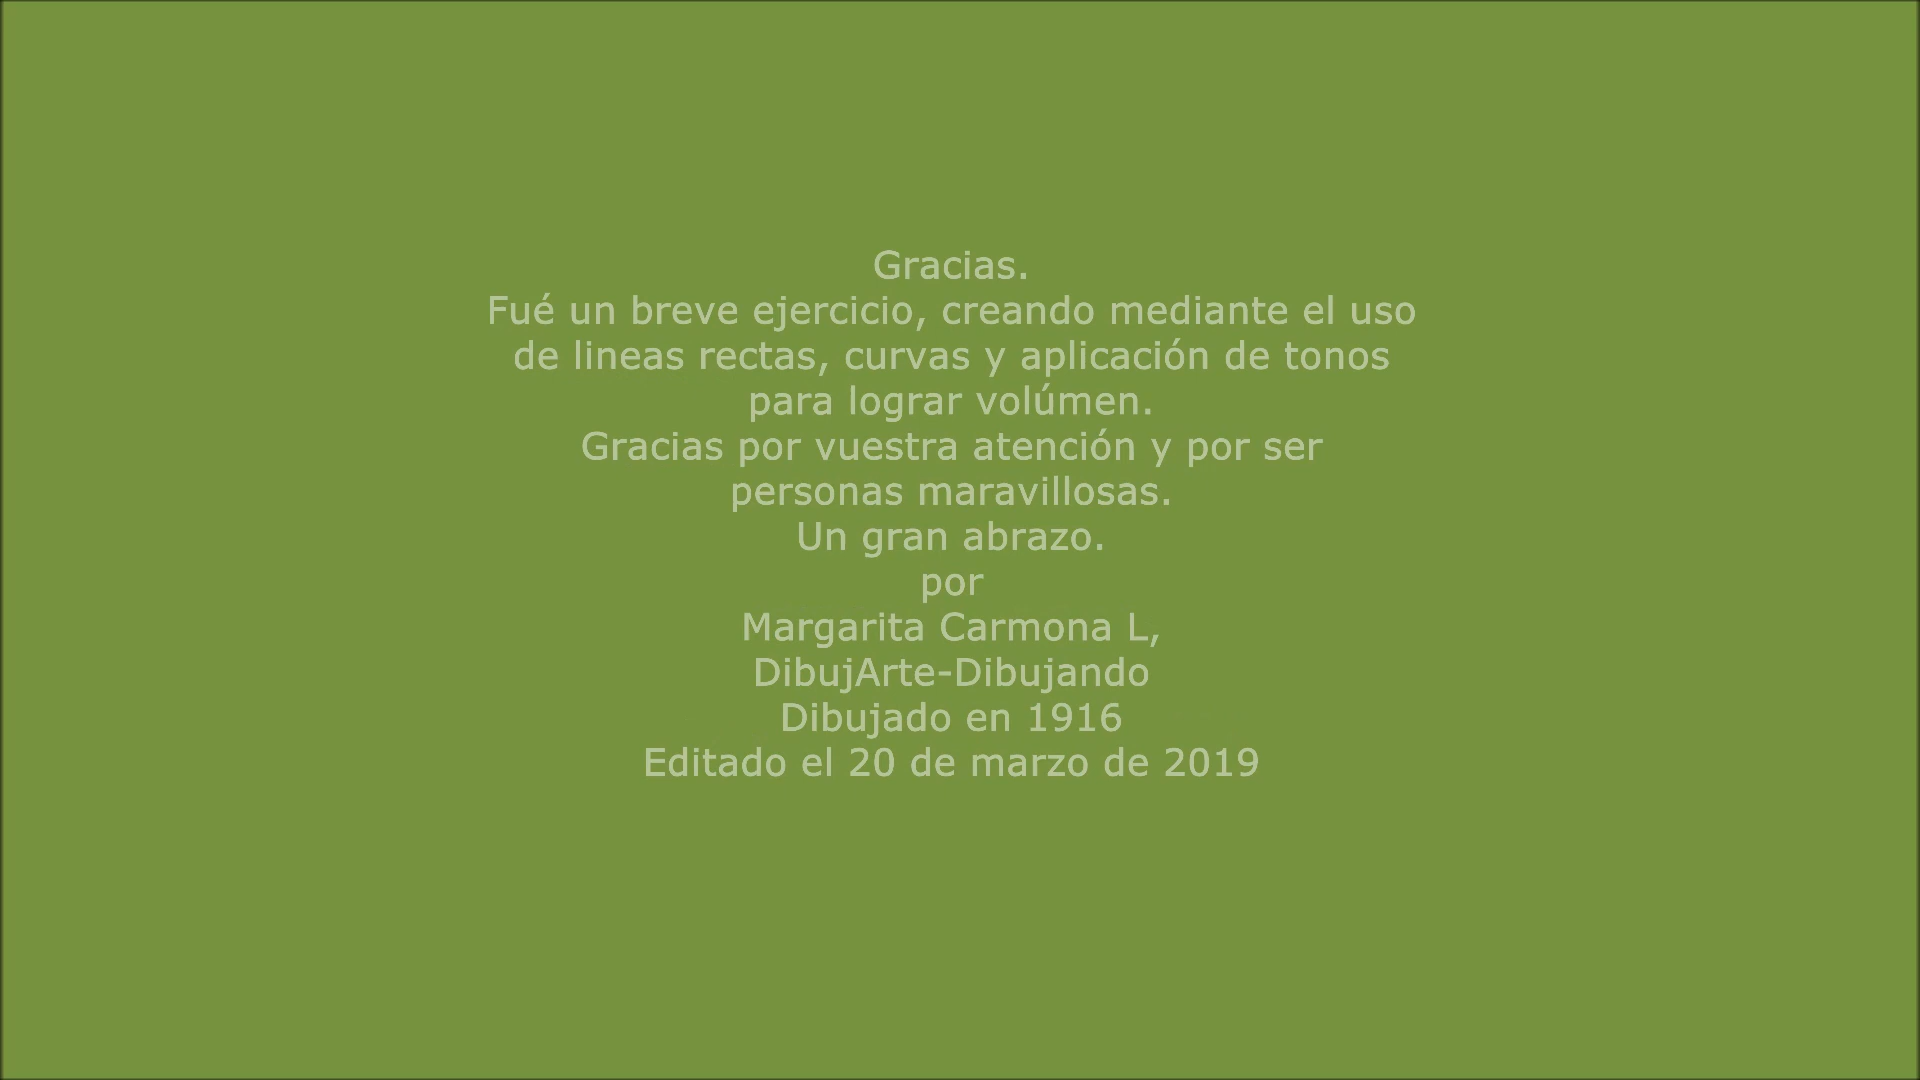 Gracias.
Fué un breve ejercicio, creando mediante el uso
de lineas rectas, curvas y aplicación de tonos
para lograr volúmen.
Gracias por vuestra atención y por ser
personas maravillosas.
Un gran abrazo.
por
Margarita Carmona L,
DibujArte-Dibujando
Dibujado en 1916
Editado el 20 de marzo de 2019